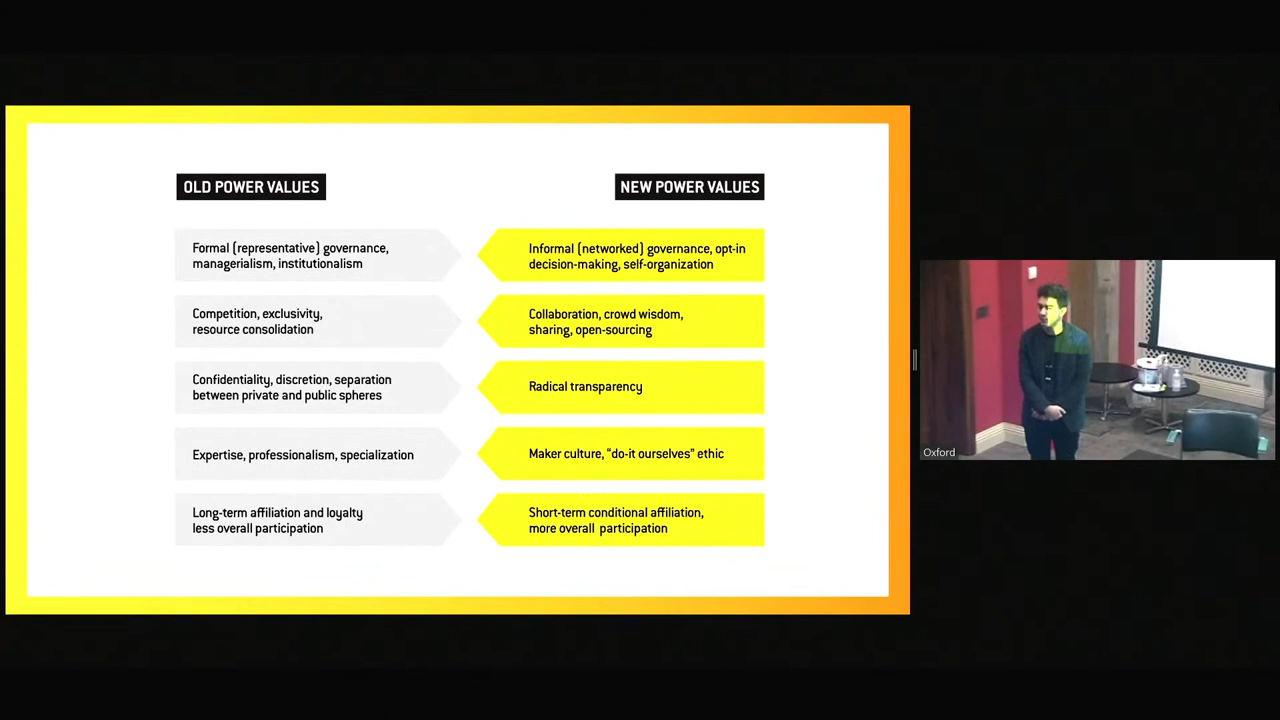 OLD POWER VALUES
NEW POWER VALUES
Formal (representative) governance,
managerialism, institutionalism
Informal (networked) governance, opt-in
decision-making, self-organization
Competition, exclusivity,
resource consolidation
Collaboration, crowd wisdom,
sharing, open-sourcing
Confidentiality, discretion, separation
between private and public spheres
Radical transparency
Expertise, professionalism, specialization
Maker culture, “do-it ourselves” ethic
Long-term affiliation and loyalty
less overall participation
Short-term conditional affiliation,
more overall participation
Oxford